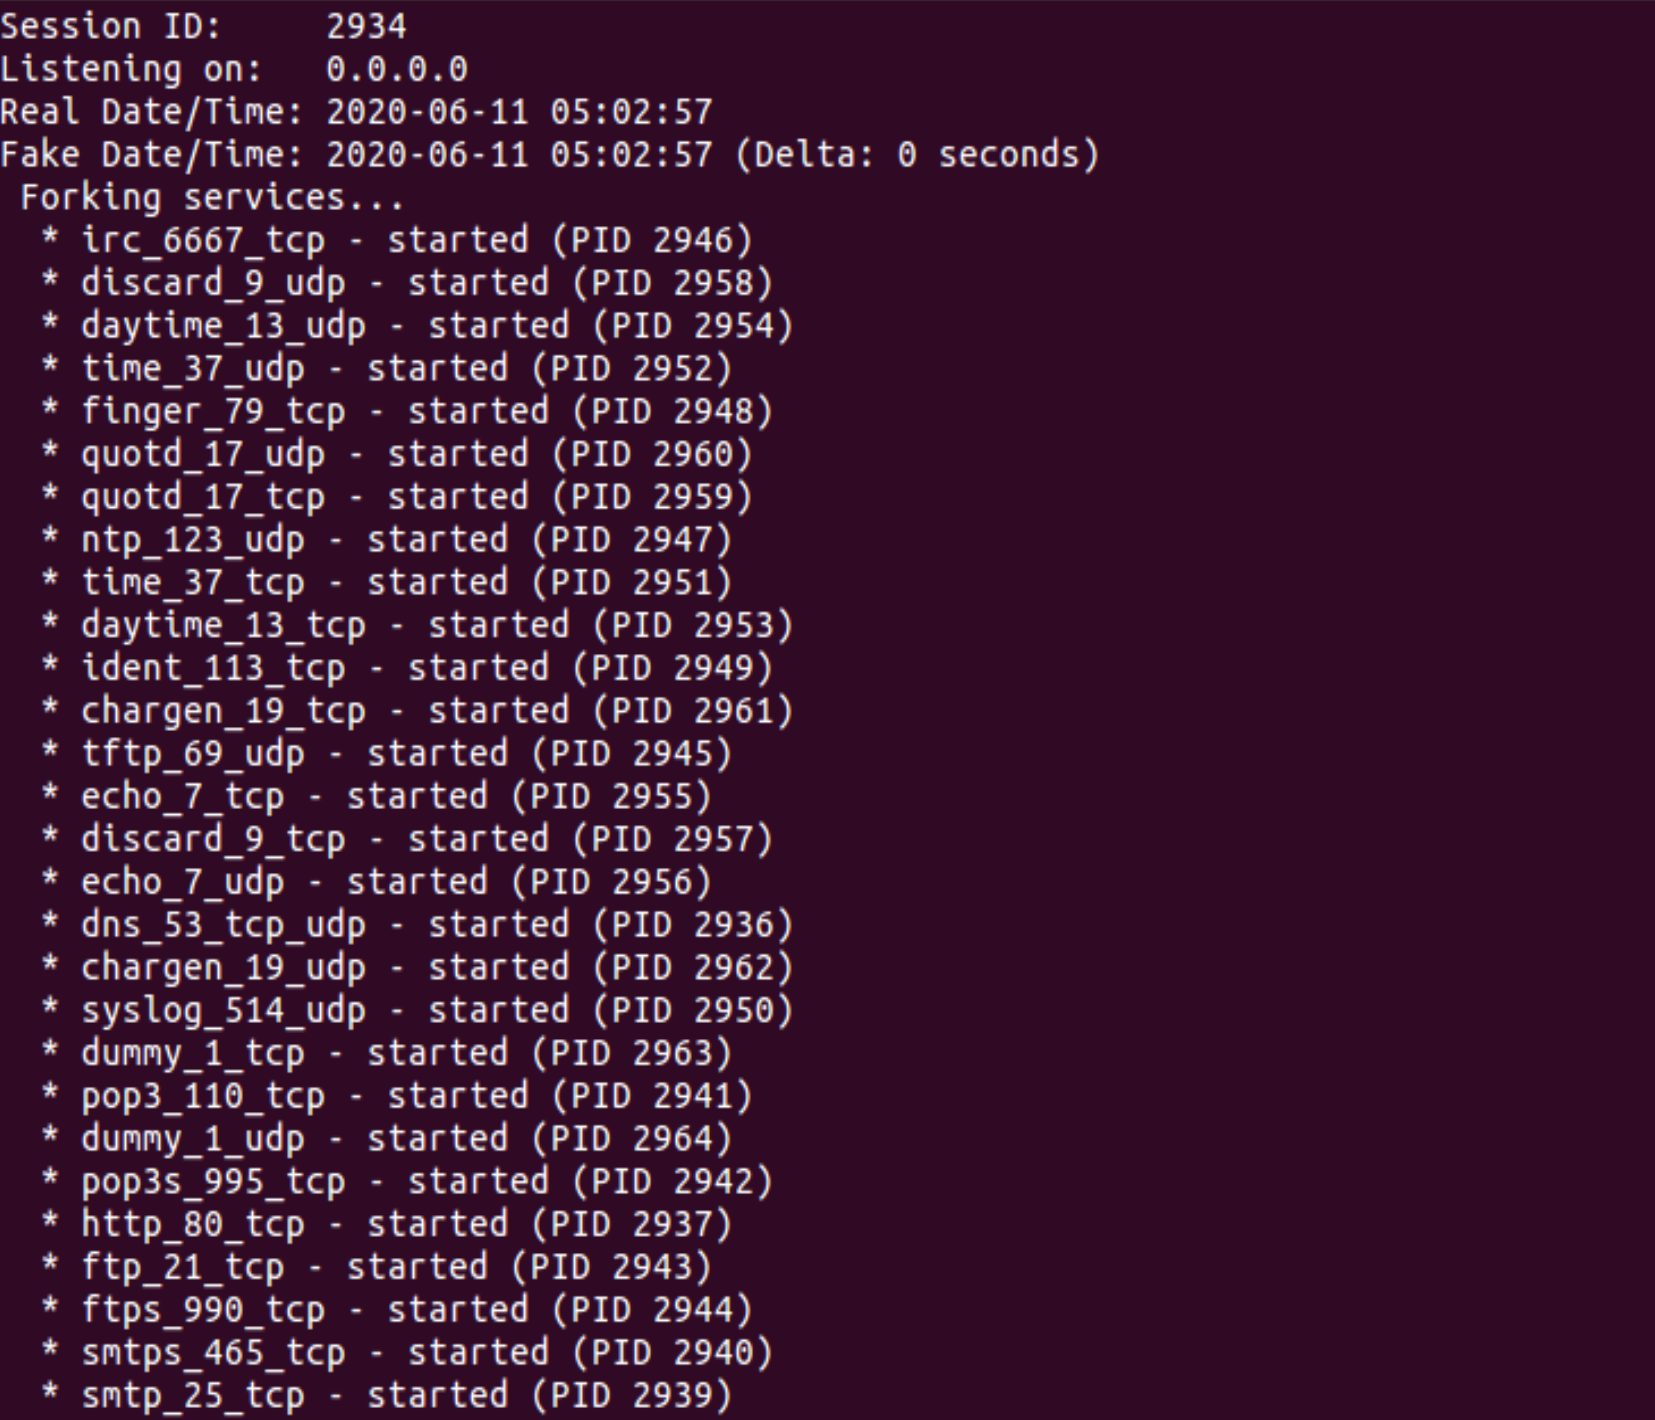 Session ID:     2934
Listening on:   0.0.0.0
Real Date/Time: 2020-06-11 05:02:57
Fake Date/Time: 2020-06-11 05:02:57 (Delta: 0 seconds)
 Forking services...
  * irc_6667_tcp - started (PID 2946)
  * discard_9_udp - started (PID 2958)
  * daytime_13_udp - started (PID 2954)
  * time_37_udp - started (PID 2952)
  * finger_79_tcp - started (PID 2948)
  * quotd_17_udp - started (PID 2960)
  * quotd_17_tcp - started (PID 2959)
  * ntp_123_udp - started (PID 2947)
  * time_37_tcp - started (PID 2951)
  * daytime_13_tcp - started (PID 2953)
  * ident_113_tcp - started (PID 2949)
  * chargen_19_tcp - started (PID 2961)
  * tftp_69_udp - started (PID 2945)
  * echo_7_tcp - started (PID 2955)
  * discard_9_tcp - started (PID 2957)
  * echo_7_udp - started (PID 2956)
  * dns_53_tcp_udp - started (PID 2936)
  * chargen_19_udp - started (PID 2962)
  * syslog_514_udp - started (PID 2950)
  * dummy_1_tcp - started (PID 2963)
  * pop3_110_tcp - started (PID 2941)
  * dummy_1_udp - started (PID 2964)
  * pop3s_995_tcp - started (PID 2942)
  * http_80_tcp - started (PID 2937)
  * ftp_21_tcp - started (PID 2943)
  * ftps_990_tcp - started (PID 2944)
  * smtps_465_tcp - started (PID 2940)
  * smtp_25_tcp - started (PID 2939)